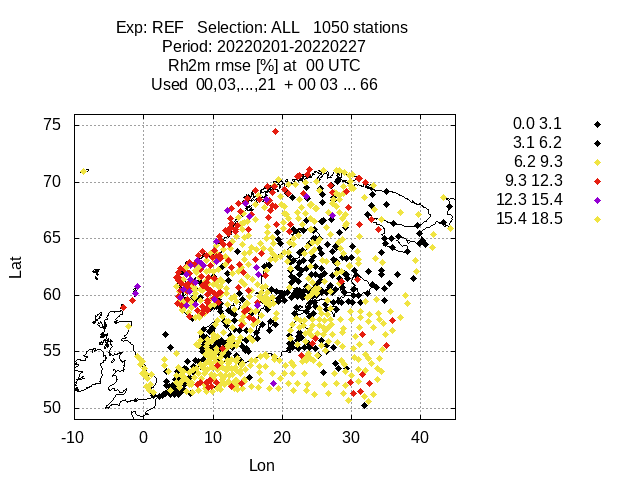 Exp: REF   Selection: ALL   1050 stations
Period: 20220201-20220227
Rh2m rmse [%] at  00 UTC
Used  00,03,...,21  + 00 03 ... 66
0.0 3.1
3.1 6.2
6.2 9.3
9.3 12.3
12.3 15.4
15.4 18.5
75
70
65
60
55
50
Lat
-10 0 10 20 30 40
Lon